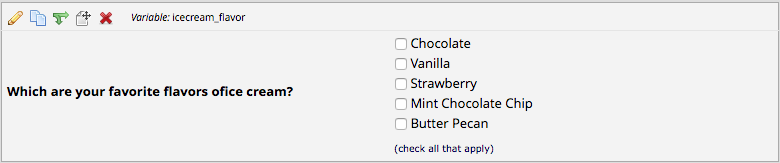 Variable: icecream_flavor
Which are your favorite flavors ofice cream?
Chocolate
Vanilla
Strawberry
Mint Chocolate Chip
Butter Pecan
(check all that apply)